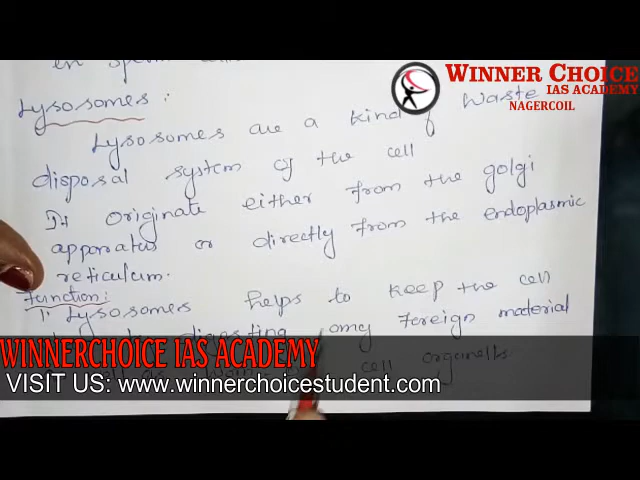 in
WINNER CHOICE
IAS ACADEMY
NAGERCOIL
Lysosomes :
Lysosomes are a kind of waste
disposal system of the cell
It originate either from the golgi
apparatus or directly from the endoplasmic
reticulum.
Function:
1. Lysosomes helps to keep the cell
digesting any foreign material
cell organells
WINNERCHOICE IAS ACADEMY
VISIT US: www.winnerchoicestudent.com